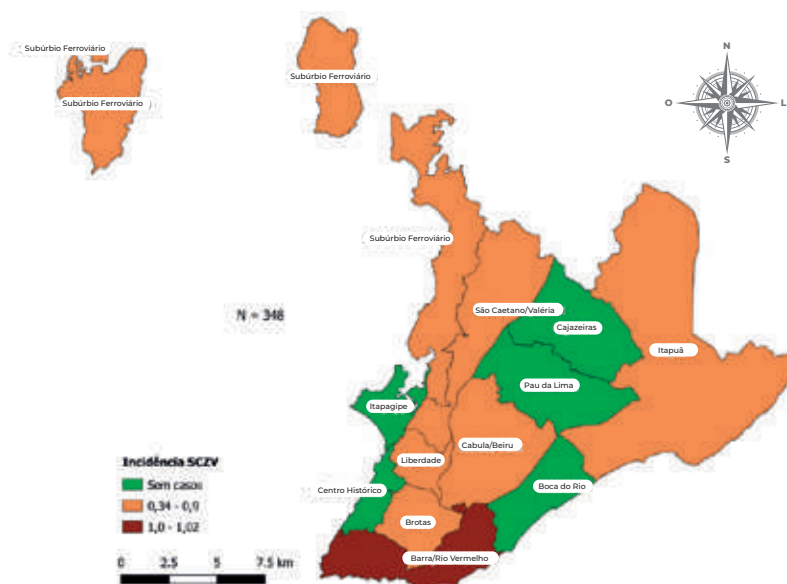 Subúrbio Ferroviário
Subúrbio Ferroviário
Subúrbio Ferroviário
N
O
L
S
Subúrbio Ferroviário
São Caetano/Valéria
N = 348
Cajazeiras
Itapuã
Pau da Lima
Itapagipe
Cabula/Beiru
Liberdade
Incidência SCZV
Sem casos
0,34 - 0,9
1,0 - 1,02
Centro Histórico
Boca do Rio
Brotas
Barra/Rio Vermelho
0 2.5 5 7.5 km